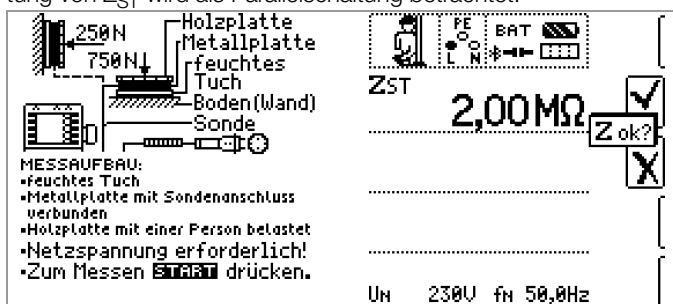 tung von ZST wird als Parallelschaltung betrachtet.
250N
750N
Holzplatte
Metallplatte
feuchtes
Tuch
Boden(Wand)
Sonde
MESSAUFBAU:
•feuchtes Tuch
•Metallplatte mit Sondenanschluss
verbunden
•Holzplatte mit einer Person belastet
•Netzspannung erforderlich!
•Zum Messen START drücken.
PE
L N
BAT
ZST
2,00MΩ
Z ok?
UN 230V fN 50,0Hz